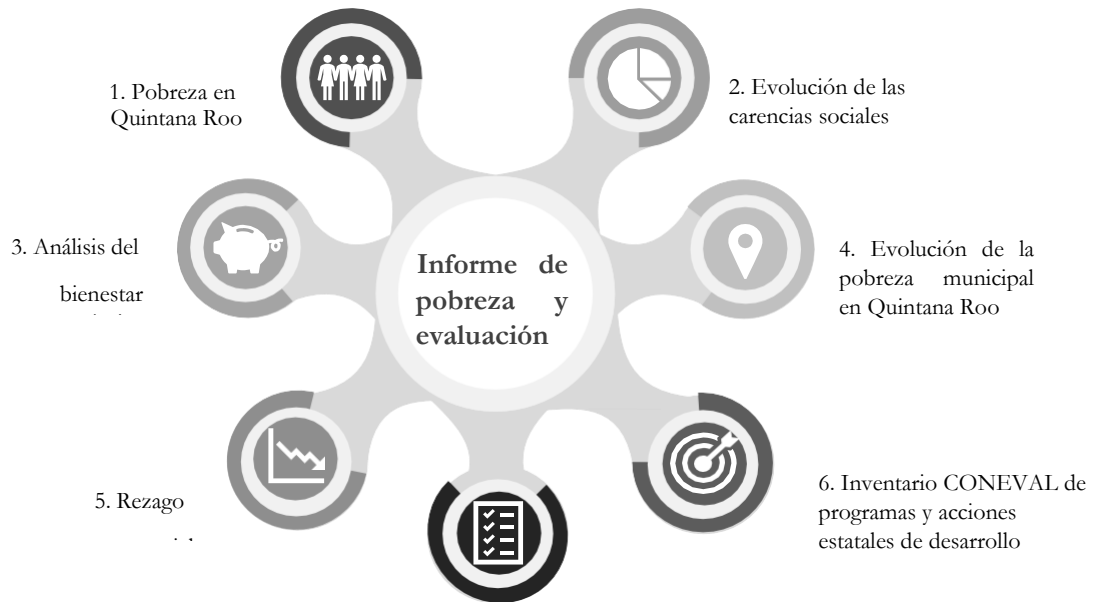 1. Pobreza en
Quintana Roo
2. Evolución de las
carencias sociales
3. Análisis del
bienestar
Informe de
pobreza y
evaluación
4. Evolución de la
pobreza municipal
en Quintana Roo
5. Rezago
6. Inventario CONEVAL de
programas y acciones
estatales de desarrollo